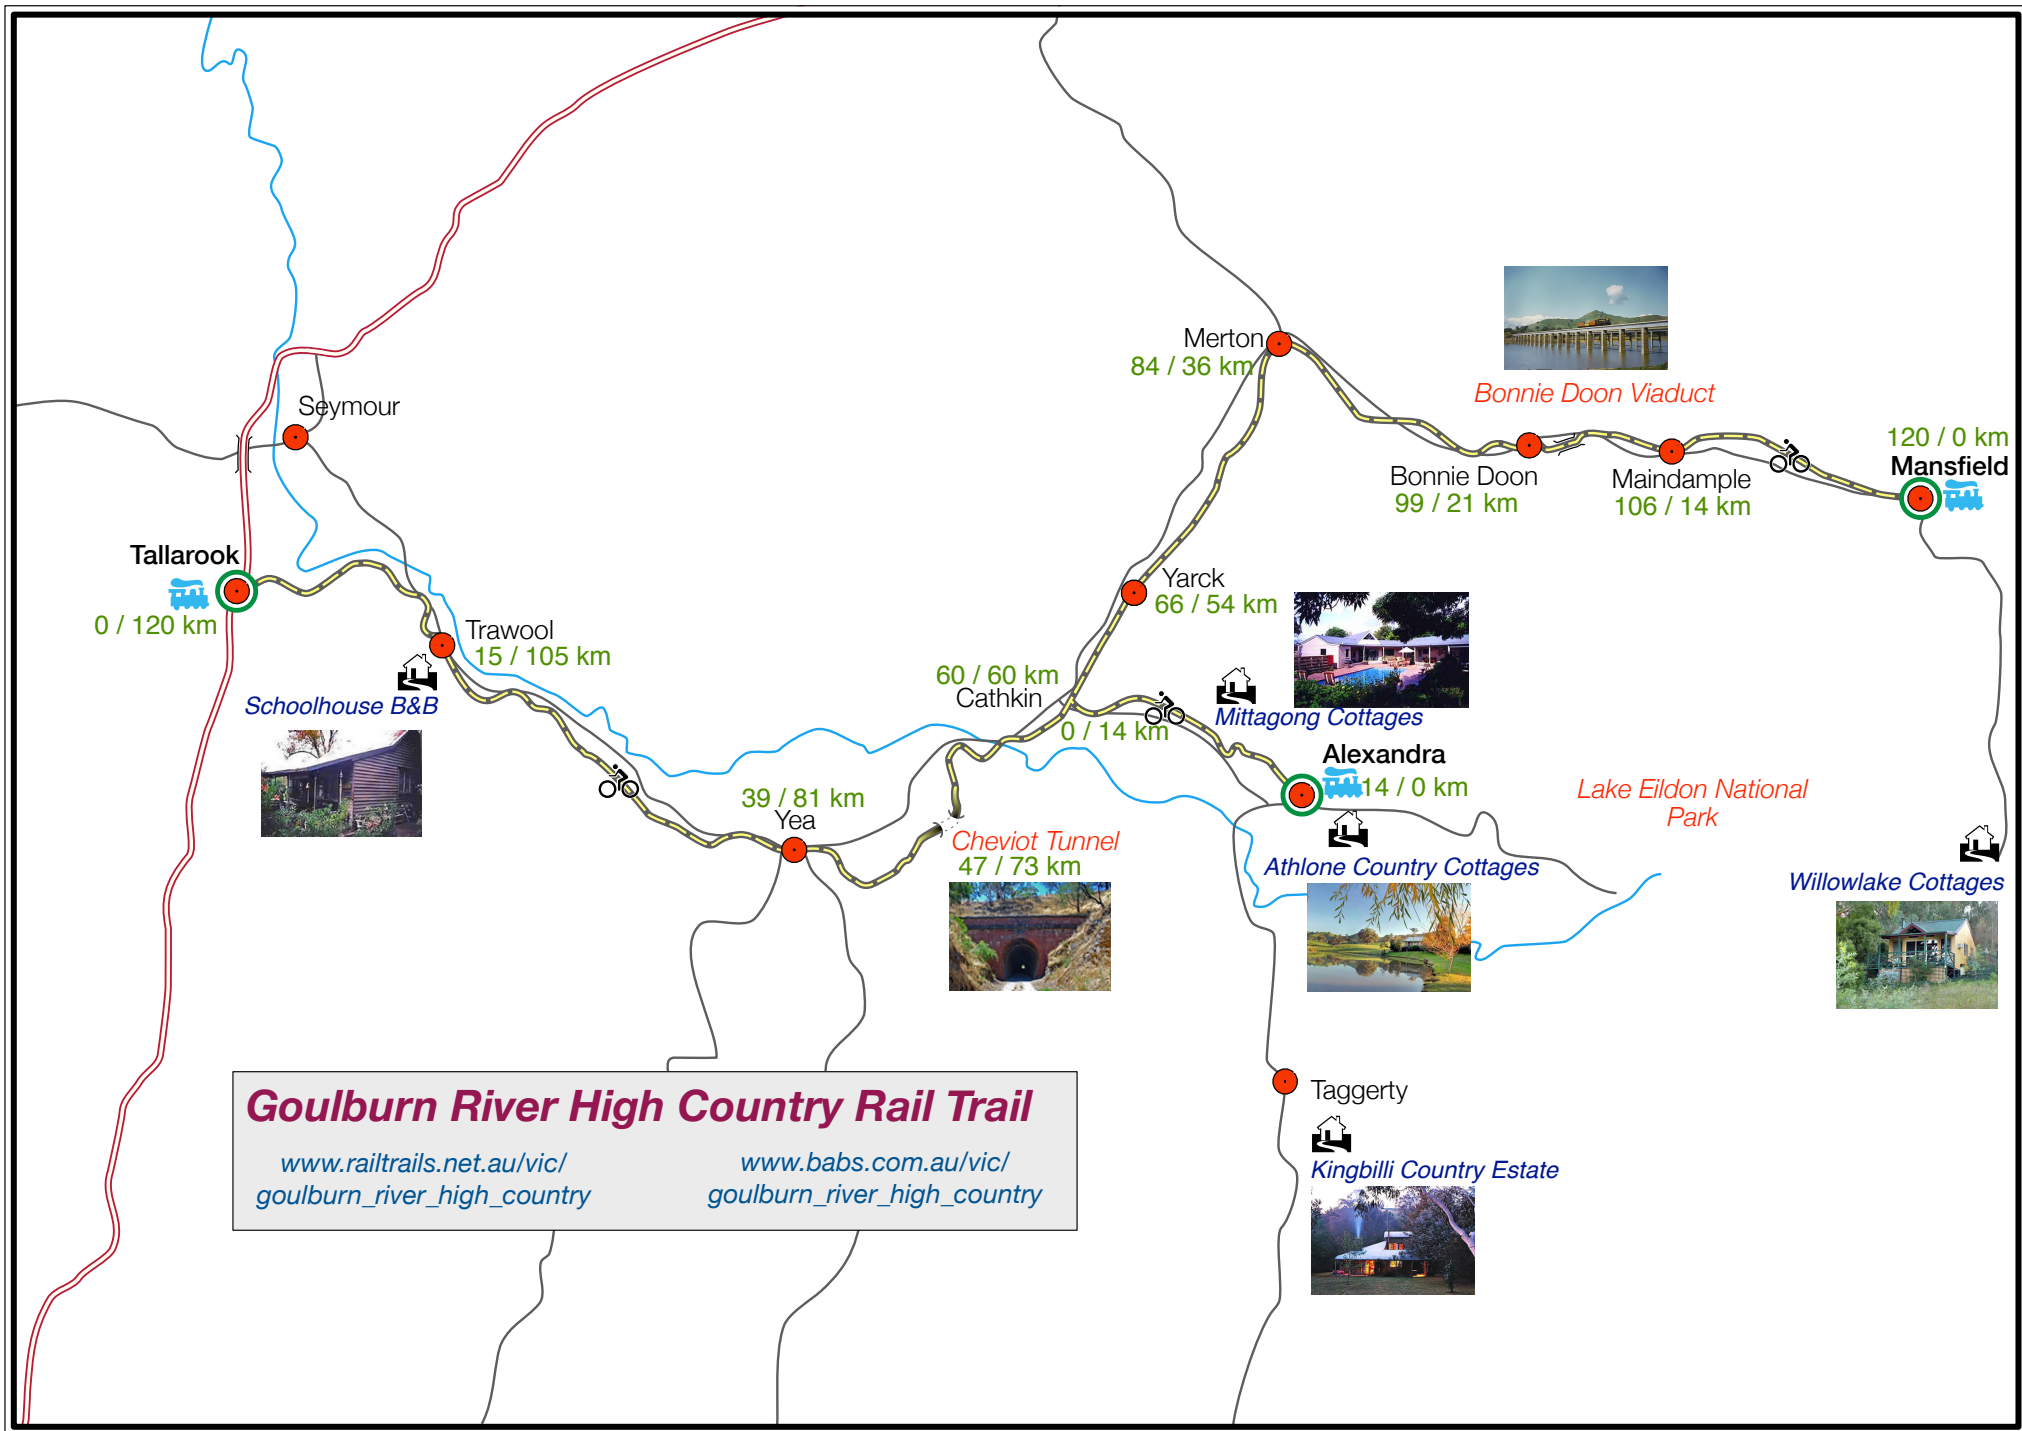 Seymour
Tallarook
0 / 120 km
Trawool
15 / 105 km
Schoolhouse B&B
39 / 81 km
Yea
Cheviot Tunnel
47 / 73 km
60 / 60 km
Cathkin
0 / 14 km
Yarck
66 / 54 km
Merton
84 / 36 km
Bonnie Doon Viaduct
Bonnie Doon
99 / 21 km
Maindample
106 / 14 km
120 / 0 km
Mansfield
Mittagong Cottages
Alexandra
14 / 0 km
Athlone Country Cottages
Lake Eildon National
Park
Willowlake Cottages
Taggerty
Kingbilli Country Estate
Goulburn River High Country Rail Trail
www.railtrails.net.au/vic/
goulburn_river_high_country
www.babs.com.au/vic/
goulburn_river_high_country